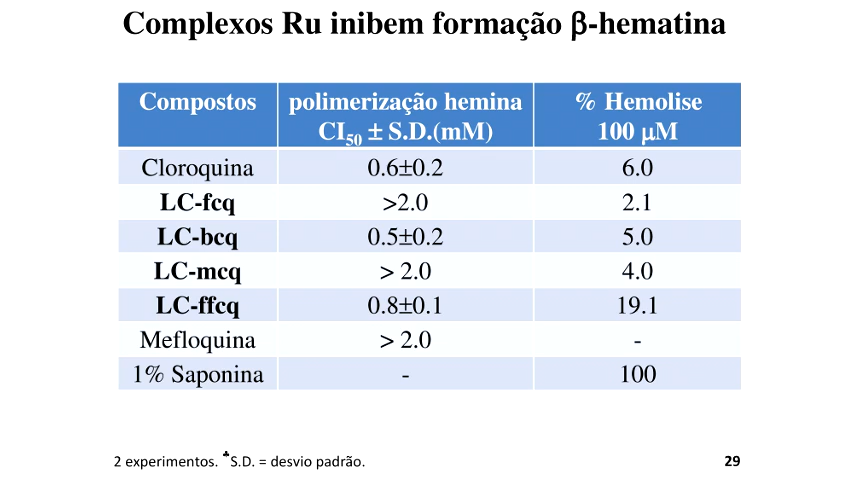 Complexos Ru inibem formação β-hematina
Compostos polimerização hemina % Hemolise
CI50 ± S.D.(mM) 100 μM
Cloroquina 0.6±0.2 6.0
LC-fcq >2.0 2.1
LC-bcq 0.5±0.2 5.0
LC-mcq > 2.0 4.0
LC-ffcq 0.8±0.1 19.1
Mefloquina > 2.0 -
1% Saponina - 100
2 experimentos. ♣S.D. = desvio padrão. 29